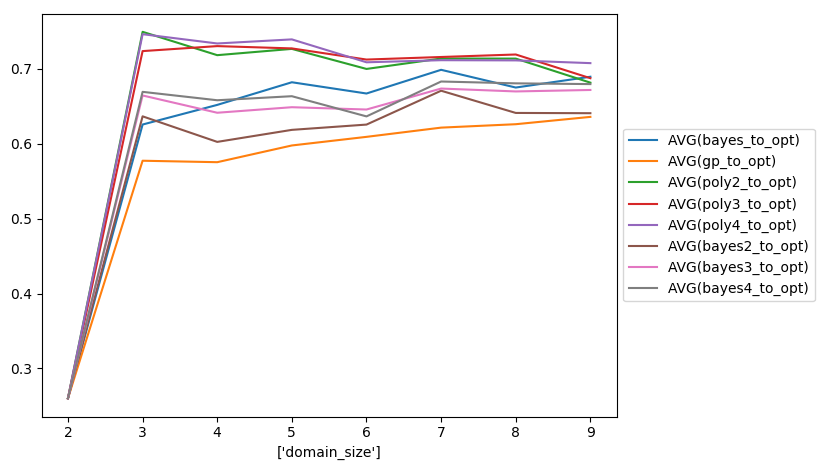 0.7
0.6
0.5
0.4
0.3
2 3 4 5 6 7 8 9
['domain_size']
AVG(bayes_to_opt)
AVG(gp_to_opt)
AVG(poly2_to_opt)
AVG(poly3_to_opt)
AVG(poly4_to_opt)
AVG(bayes2_to_opt)
AVG(bayes3_to_opt)
AVG(bayes4_to_opt)